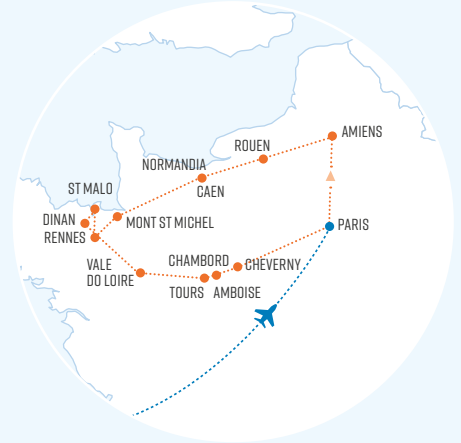 AMIENS
ROUEN
NORMANDIA
CAEN
ST MALO
DINAN
MONT ST MICHEL
RENNES
PARIS
CHAMBORD
CHEVERNY
VALE
DO LOIRE
TOURS
AMBOISE